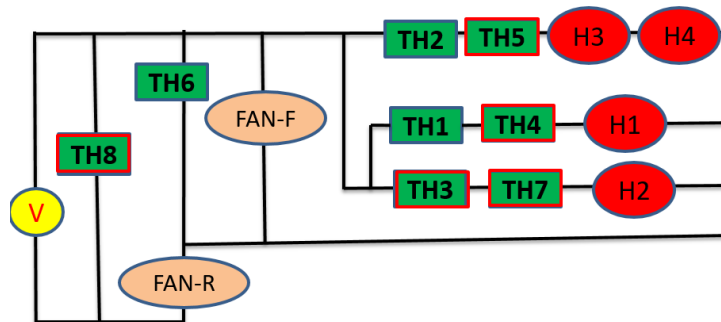 TH2 TH5 H3 H4
TH6
FAN-F
TH1 TH4 H1
TH8
TH3 TH7 H2
V
FAN-R